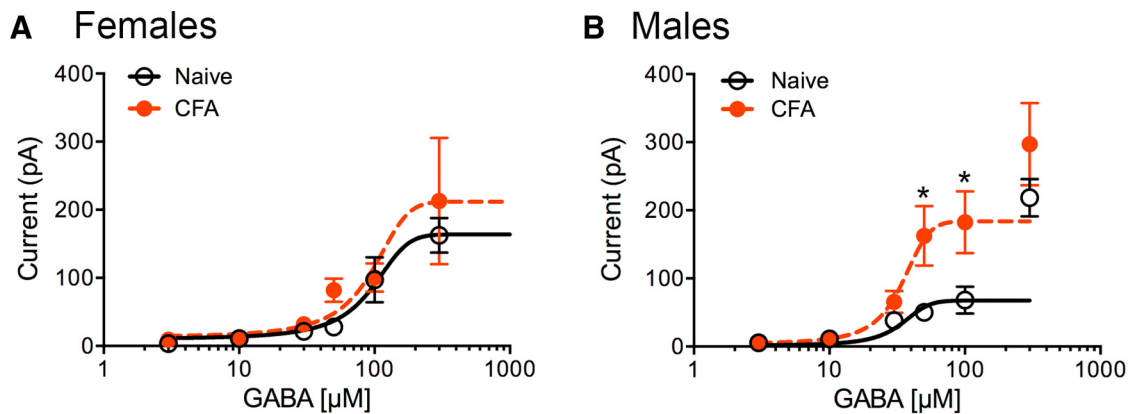 A Females
400
300
200
100
0
Current (pA)
Naive
CFA
1 10 100 1000
GABA [µM]
B Males
400
300
200
100
0
Current (pA)
Naive
CFA
* *
1 10 100 1000
GABA [µM]